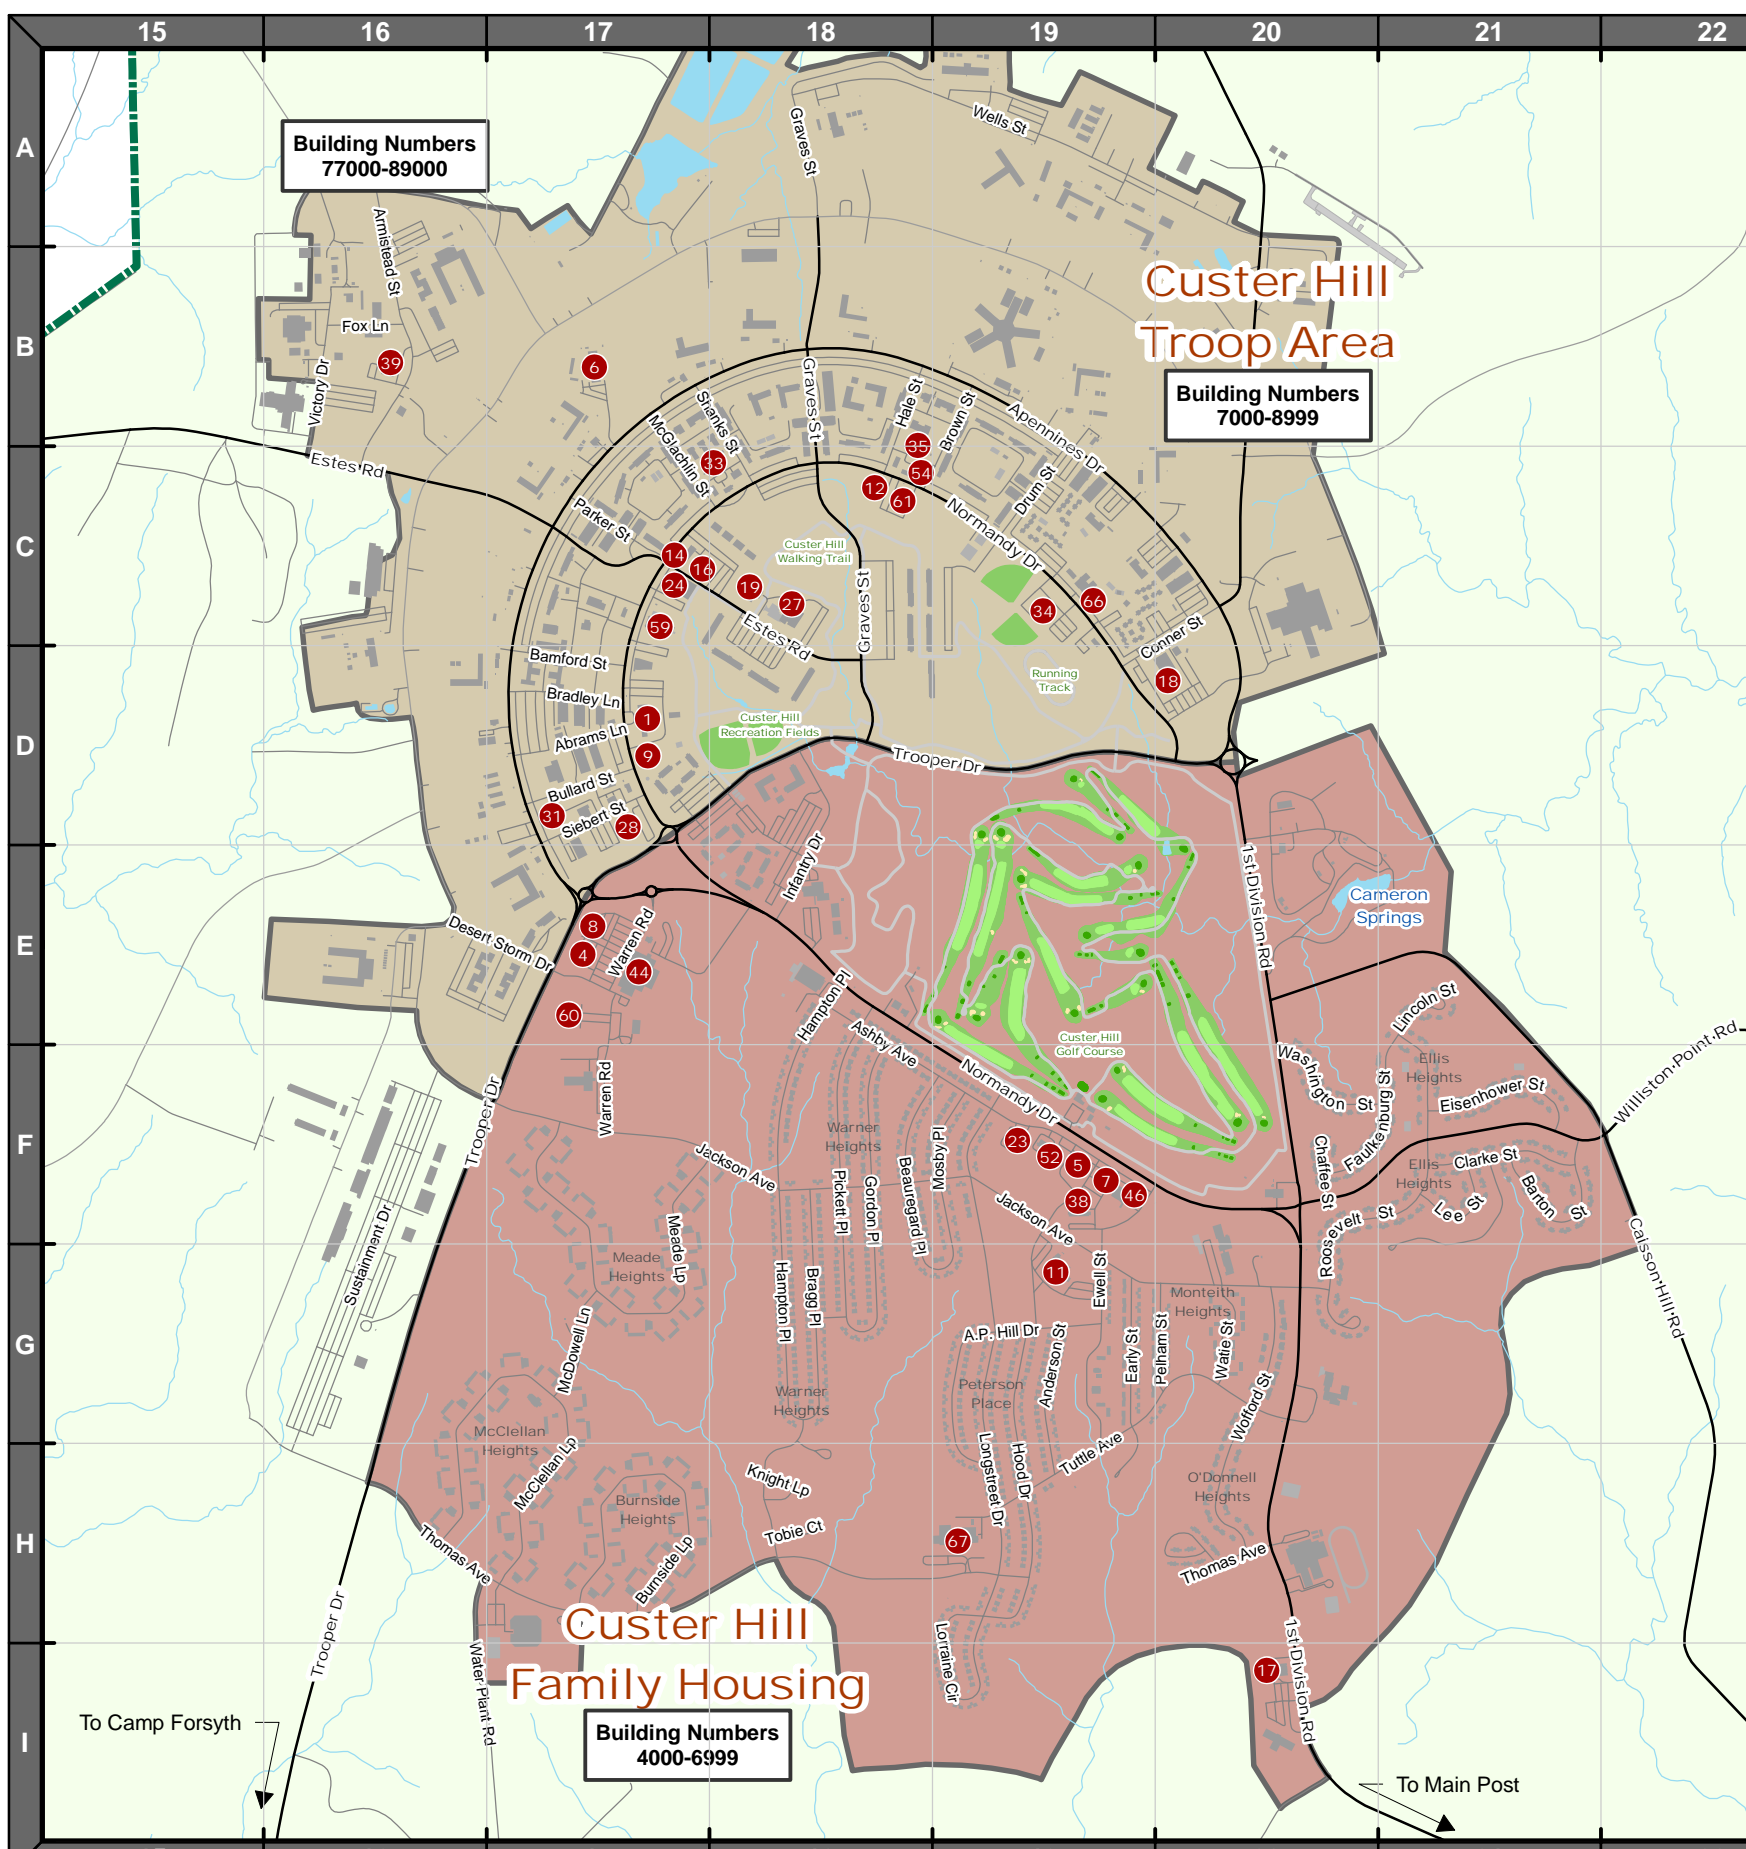 15 16 17 18 19 20 21 22
A
B
C
D
E
F
G
H
I
Building Numbers
77000-89000
Custer Hill
Troop Area
Building Numbers
7000-8999
Graves St
Wells St
Armistead St
Fox Ln
Victory Dr
39
6
Estes Rd
Shanks St
McGlachlin St
33
Parker St
Graves St
Hale St
Brown St
Apennines Dr
35
54
12
61
Drum St
Normandy Dr
14
16
24
19
27
59
Custer Hill
Walking Trail
Graves St
Estes Rd
34
66
Conner St
18
Running
Track
Bamford St
Bradley Ln
1
Abrams Ln
9
Custer Hill
Recreation Fields
Trooper Dr
Bullard St
31
Siebert St
28
Infantry Dr
1st Division Rd
Cameron
Springs
Desert Storm Dr
8
4
Warren Rd
44
60
Hampton Pl
Ashby Ave
Custer Hill
Golf Course
Lincoln St
Washington St
Ellis
Heights
Eisenhower St
Williston Point Rd
Normandy Dr
Warren Rd
Trooper Dr
Faulkenburg St
Chaffee St
Clarke St
Ellis
Heights
Lee St
Barton St
Roosevelt St
Caisson Hill Rd
Warner
Heights
Jackson Ave
Pickett Pl
Gordon Pl
Beauregard Pl
Mosby Pl
23
52
5
7
46
38
Jackson Ave
11
Ewell St
Sustainment Dr
Meade Lp
Meade
Heights
Hampton Pl
Bragg Pl
Monteith
Heights
A.P. Hill Dr
Anderson St
Early St
Pelham St
Watie St
McDowell Ln
Warner
Heights
Peterson
Place
Wofford St
McClellan
Heights
McClellan Lp
Tuttle Ave
Longstreet Dr
Hood Dr
Knight Lp
O'Donnell
Heights
Burnside
Heights
Tobie Ct
67
Thomas Ave
Burnside Lp
Thomas Ave
Custer Hill
Family Housing
Building Numbers
4000-6999
Trooper Dr
Water Plant Rd
Lorraine Cir
17
1st Division Rd
To Camp Forsyth
To Main Post